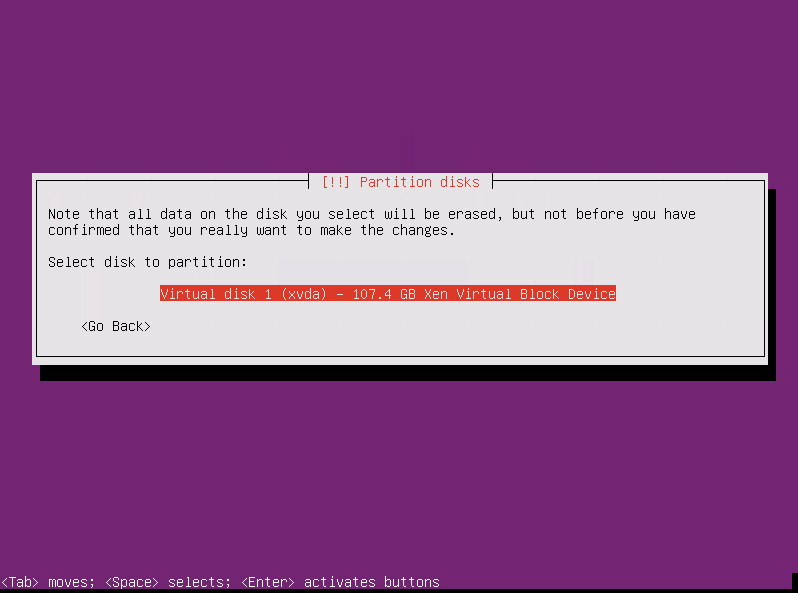 [!!] Partition disks
Note that all data on the disk you select will be erased, but not before you have
confirmed that you really want to make the changes.
Select disk to partition:
Virtual disk 1 (xvda) - 107.4 GB Xen Virtual Block Device
<Go Back>
<Tab> moves; <Space> selects; <Enter> activates buttons